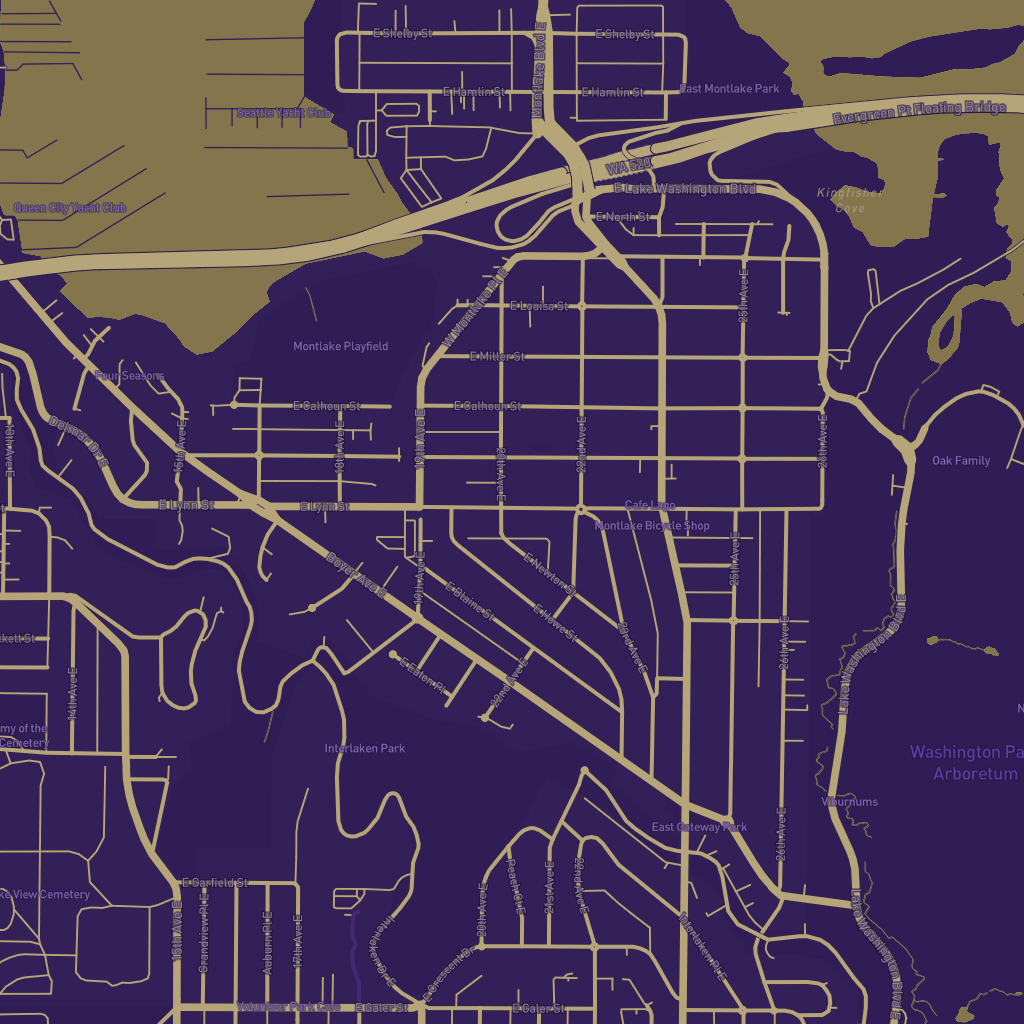 E Shelby St
E Shelby St
Montlake Blvd E
E Hamlin St
E Hamlin St
East Montlake Park
Seattle Yacht Club
Evergreen Pt Floating Bridge
WA 520
E Lake Washington Blvd
Kingfisher
Cove
Queen City Yacht Club
E North St
W Montlake Pl E
25th Ave E
E Louisa St
Montlake Playfield
E Miller St
Four Seasons
E Calhoun St
E Calhoun St
Delmar Dr E
13th Ave E
15th Ave E
18th Ave E
19th Ave E
20th Ave E
22nd Ave E
26th Ave E
Oak Family
E Lynn St
E Lynn St
Cafe Lago
Montlake Bicycle Shop
25th Ave E
Boyer Ave E
19th Ave E
E Newton St
E Blaine St
E Howe St
23rd Ave E
26th Ave E
Lake Washington Blvd E
ckett St
14th Ave E
E Eaton Pl
22nd Ave E
my of the
Cemetery
Interlaken Park
Washington Pa
Arboretum
N
Viburnums
East Gateway Park
26th Ave E
ke View Cemetery
E Garfield St
15th Ave E
Grandview Pl E
Auburn Pl E
17th Ave E
Interlaken Dr E
E Crescent Dr
20th Ave E
Peach Ct E
21st Ave E
22nd Ave E
Interlaken Pl E
Lake Washington Blvd E
Volunteer Park Cafe
E Galer St
E Galer St